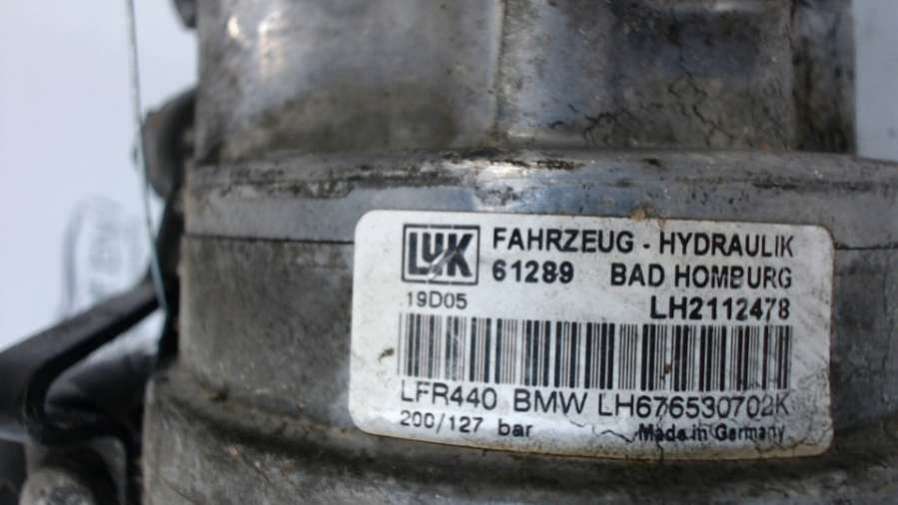 LUK FAHRZEUG - HYDRAULIK
61289 BAD HOMBURG
19D05 LH2112478
LFR440 BMW LH676530702K
200/127 bar Made in Germany